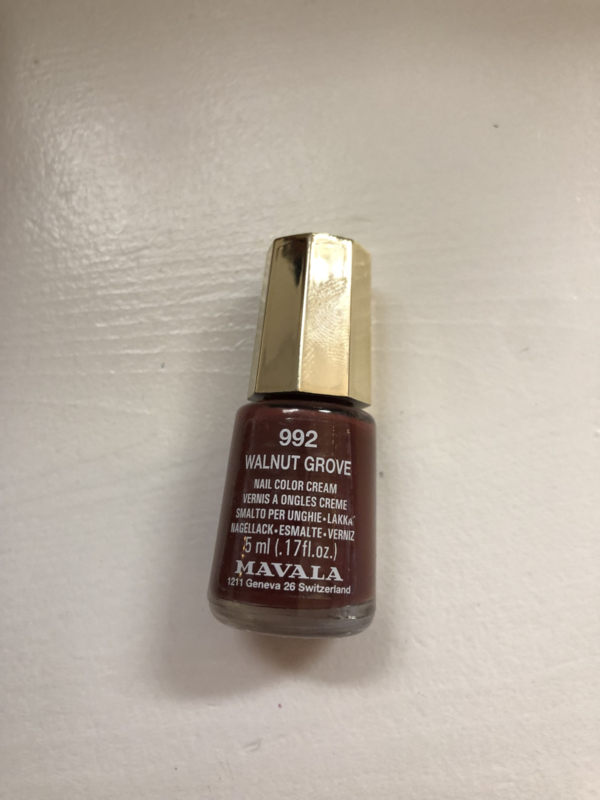 992
WALNUT GROVE
NAIL COLOR CREAM
VERNIS A ONGLES CREME
SMALTO PER UNGHIE•LAKKA
NAGELLACK•ESMALTE•VERNIZ
5 ml (.17fl.oz.)
MAVALA
1211 Geneva 26 Switzerland